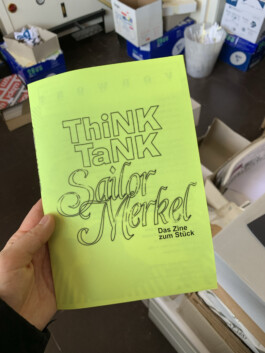 ThiNK
TaNK
Sailor
Merkel
Das Zine
zum Stück